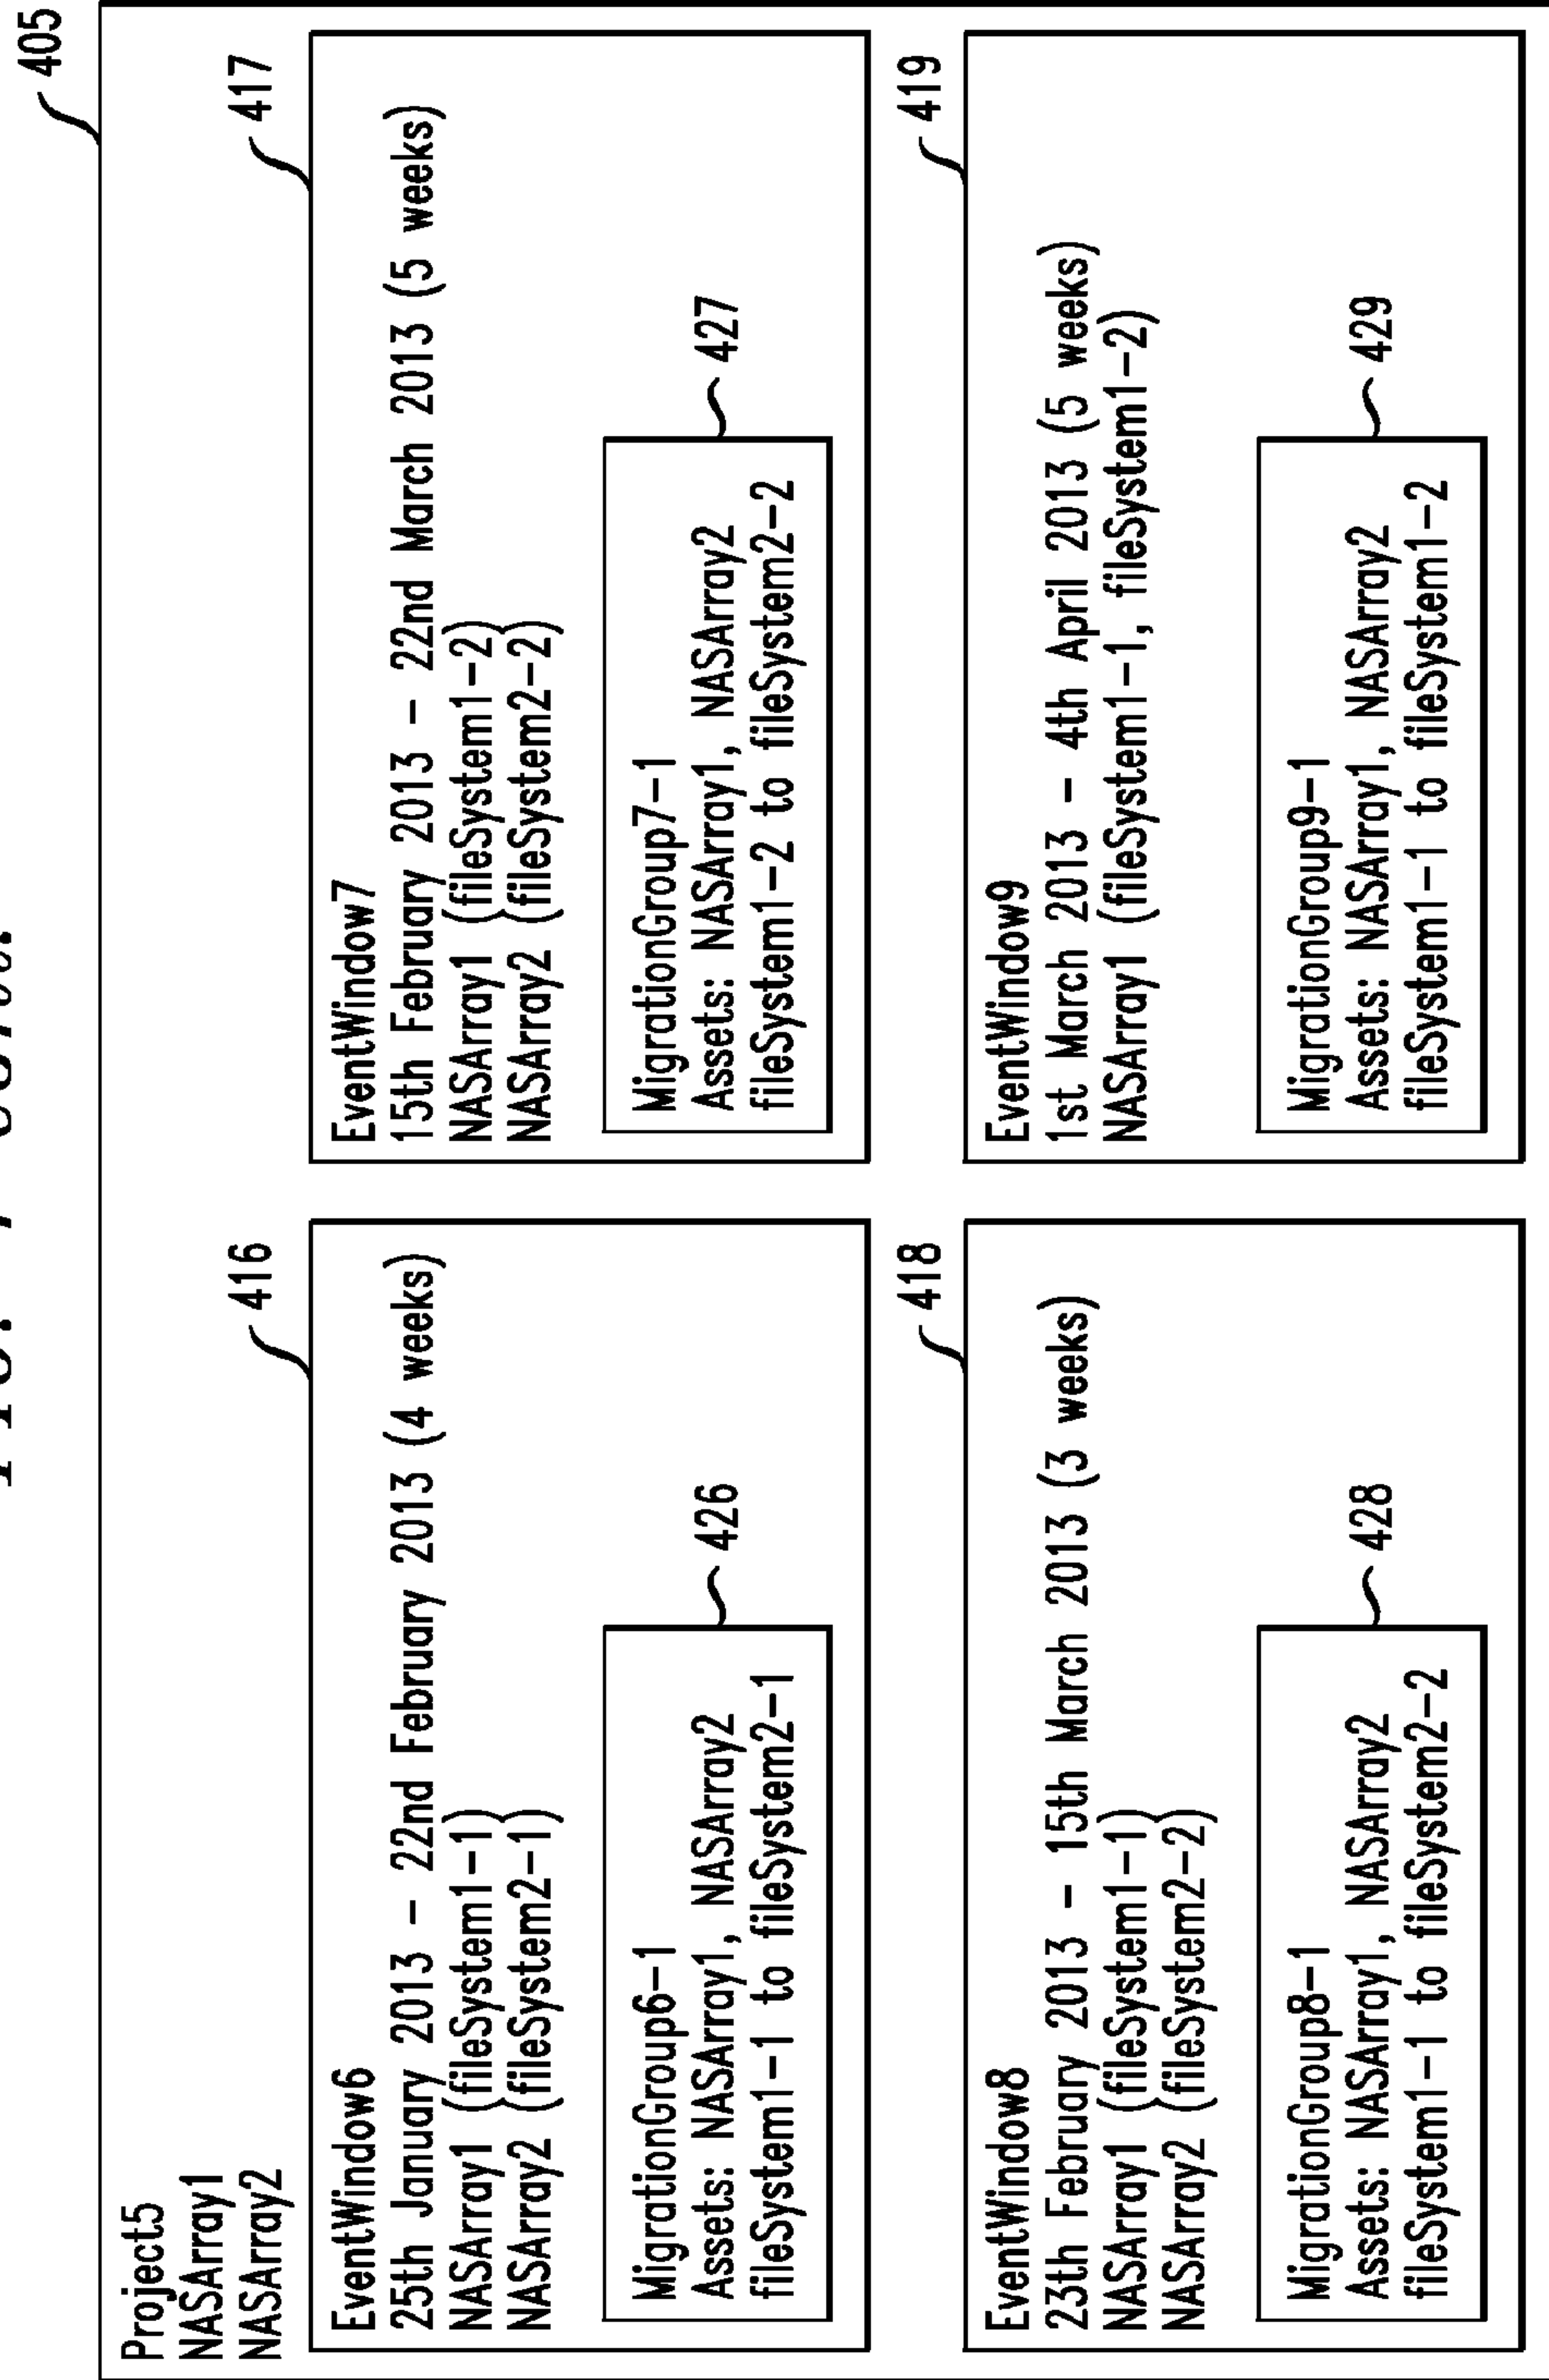 FIG. 7 CONT.
405
Project5
NASArray1
NASArray2
416
EventWindow6
25th January 2013 - 22nd February 2013 (4 weeks)
NASArray1 (fileSystem1-1)
NASArray2 (fileSystem2-1)
MigrationGroup6-1
Assets: NASArray1, NASArray2
fileSystem1-1 to fileSystem2-1
426
417
EventWindow7
15th February 2013 - 22nd March 2013 (5 weeks)
NASArray1 (fileSystem1-2)
NASArray2 (fileSystem2-2)
MigrationGroup7-1
Assets: NASArray1, NASArray2
fileSystem1-2 to fileSystem2-2
427
418
EventWindow8
23th February 2013 - 15th March 2013 (3 weeks)
NASArray1 (fileSystem1-1)
NASArray2 (fileSystem2-2)
MigrationGroup8-1
Assets: NASArray1, NASArray2
fileSystem1-1 to fileSystem2-2
428
419
EventWindow9
1st March 2013 - 4th April 2013 (5 weeks)
NASArray1 (fileSystem1-1, fileSystem1-2)
MigrationGroup9-1
Assets: NASArray1, NASArray2
fileSystem1-1 to fileSystem1-2
429